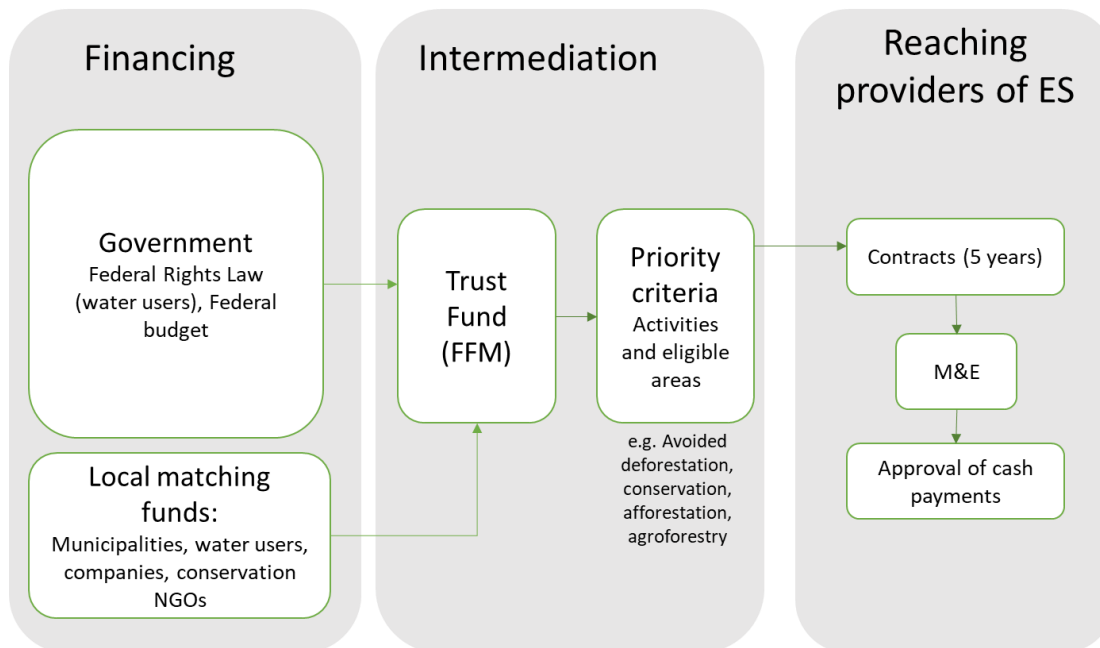 Financing
Government
Federal Rights Law
(water users), Federal
budget
Local matching
funds:
Municipalities, water users,
companies, conservation
NGOs
Intermediation
Trust
Fund
(FFM)
Priority
criteria
Activities
and eligible
areas
e.g. Avoided
deforestation,
conservation,
afforestation,
agroforestry
Reaching
providers of ES
Contracts (5 years)
M&E
Approval of cash
payments